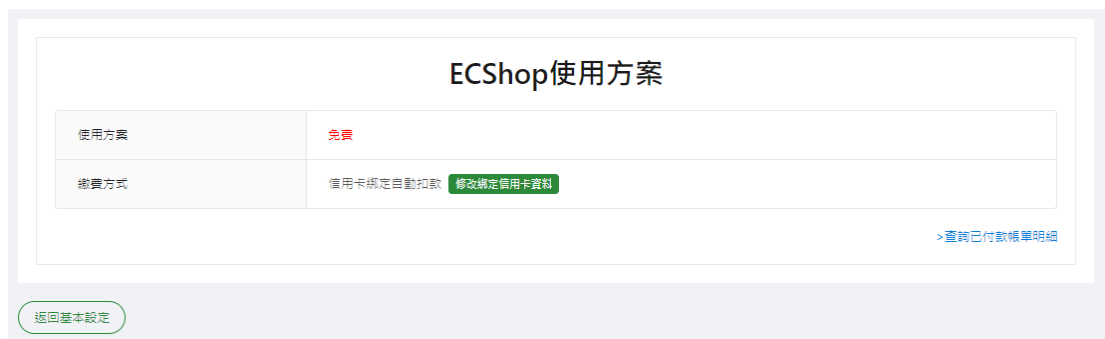 ECShop使用方案
使用方案
免費
繳費方式
信用卡綁定自動扣款 修改綁定信用卡資料
>查詢已付款帳單明細
返回基本設定